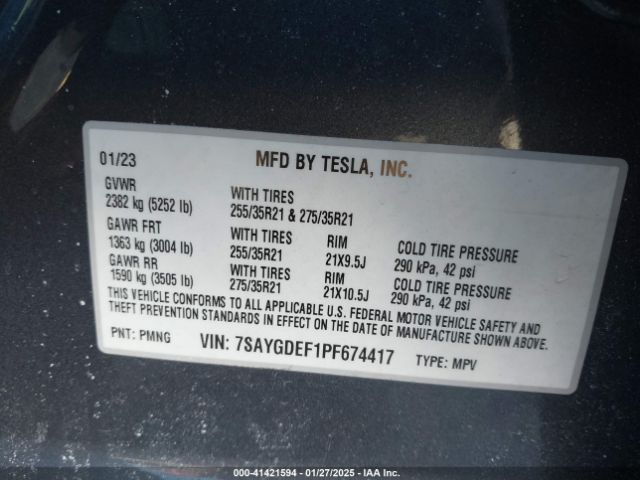 01/23 MFD BY TESLA, INC.
GVWR
2382 kg (5252 lb) WITH TIRES
255/35R21 & 275/35R21
GAWR FRT
1363 kg (3004 lb) WITH TIRES
255/35R21 RIM
21X9.5J COLD TIRE PRESSURE
290 kPa, 42 psi
GAWR RR
1590 kg (3505 lb) WITH TIRES
275/35R21 RIM
21X10.5J COLD TIRE PRESSURE
290 kPa, 42 psi
THIS VEHICLE CONFORMS TO ALL APPLICABLE U.S. FEDERAL MOTOR VEHICLE SAFETY AND
THEFT PREVENTION STANDARDS IN EFFECT ON THE DATE OF MANUFACTURE SHOWN ABOVE.
PNT: PMNG VIN: 7SAYGDEF1PF674417 TYPE: MPV
000-41421594 - 01/27/2025 - IAA Inc.